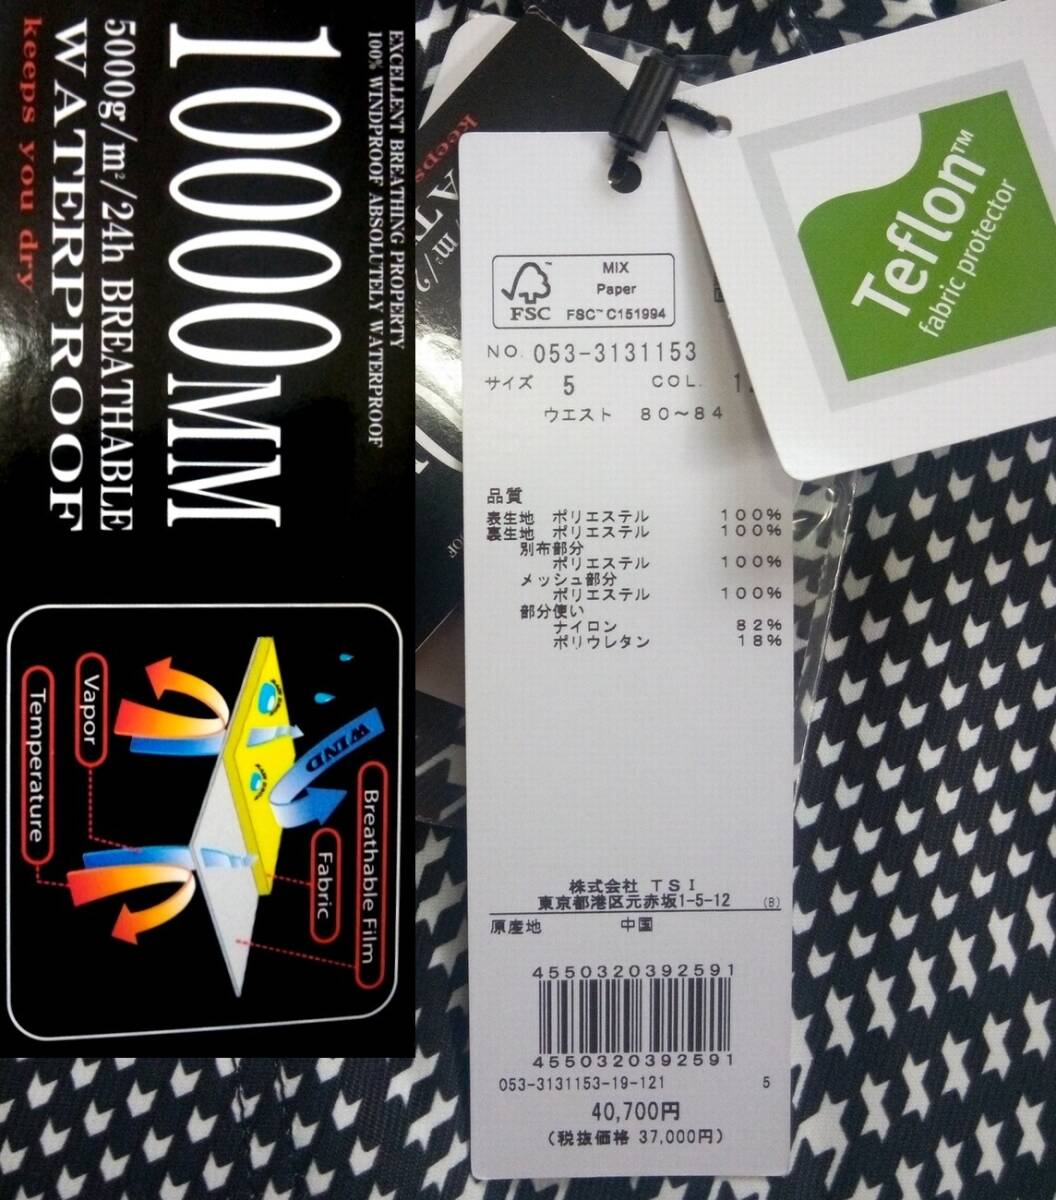 EXCELLENT BREATHING PROPERTY
100% WINDPROOF ABSOLUTELY WATERPROOF
10000MM
5000g/m²/24h BREATHABLE
WATERPROOF
keeps you dry
Breathable Film
Fabric
WIND
Vapor
Temperature
keeps
Teflon™
fabric protector
FSC
MIX
Paper
FSC™ C151994
NO. 053-3131153
サイズ 5 COL.
ウエスト 80～84
品質
表生地 ポリエステル 100%
裏生地 ポリエステル 100%
別布部分
ポリエステル 100%
メッシュ部分
ポリエステル 100%
部分使い
ナイロン 82%
ポリウレタン 18%
株式会社 TSI
東京都港区元赤坂1-5-12 (B)
原産地 中国
4550320392591
4550320392591
053-3131153-19-121 5
40,700円
(税抜価格 37,000円)